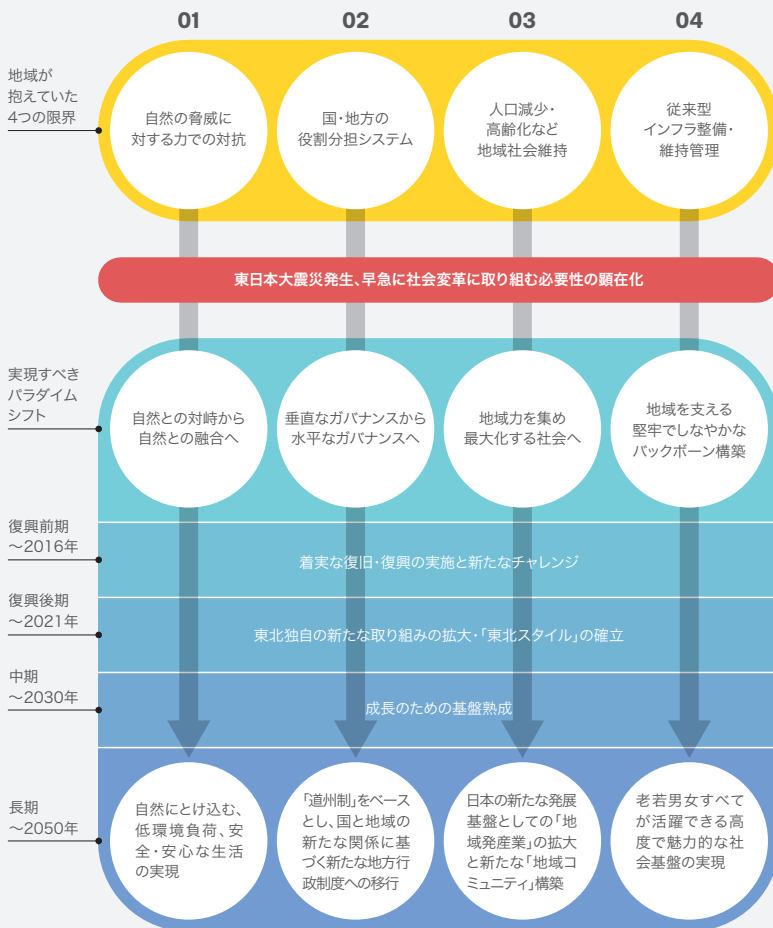 01
02
03
04
地域が
抱えていた
4つの限界
自然の脅威に
対する力での対抗
国・地方の
役割分担システム
人口減少・
高齢化など
地域社会維持
従来型
インフラ整備・
維持管理
東日本大震災発生、早急に社会変革に取り組む必要性の顕在化
実現すべき
パラダイム
シフト
自然との対峙から
自然との融合へ
垂直なガバナンスから
水平なガバナンスへ
地域力を集め
最大化する社会へ
地域を支える
堅牢でしなやかな
バックボーン構築
復興前期
〜2016年
着実な復旧・復興の実施と新たなチャレンジ
復興後期
〜2021年
東北独自の新たな取り組みの拡大・「東北スタイル」の確立
中期
〜2030年
成長のための基盤熟成
長期
〜2050年
自然にとけ込む、
低環境負荷、安
全・安心な生活
の実現
「道州制」をベース
とし、国と地域の
新たな関係に基
づく新たな地方行
政制度への移行
日本の新たな発展
基盤としての「地
域発産業」の拡大
と新たな「地域コ
ミュニティ」構築
老若男女すべて
が活躍できる高
度で魅力的な社
会基盤の実現